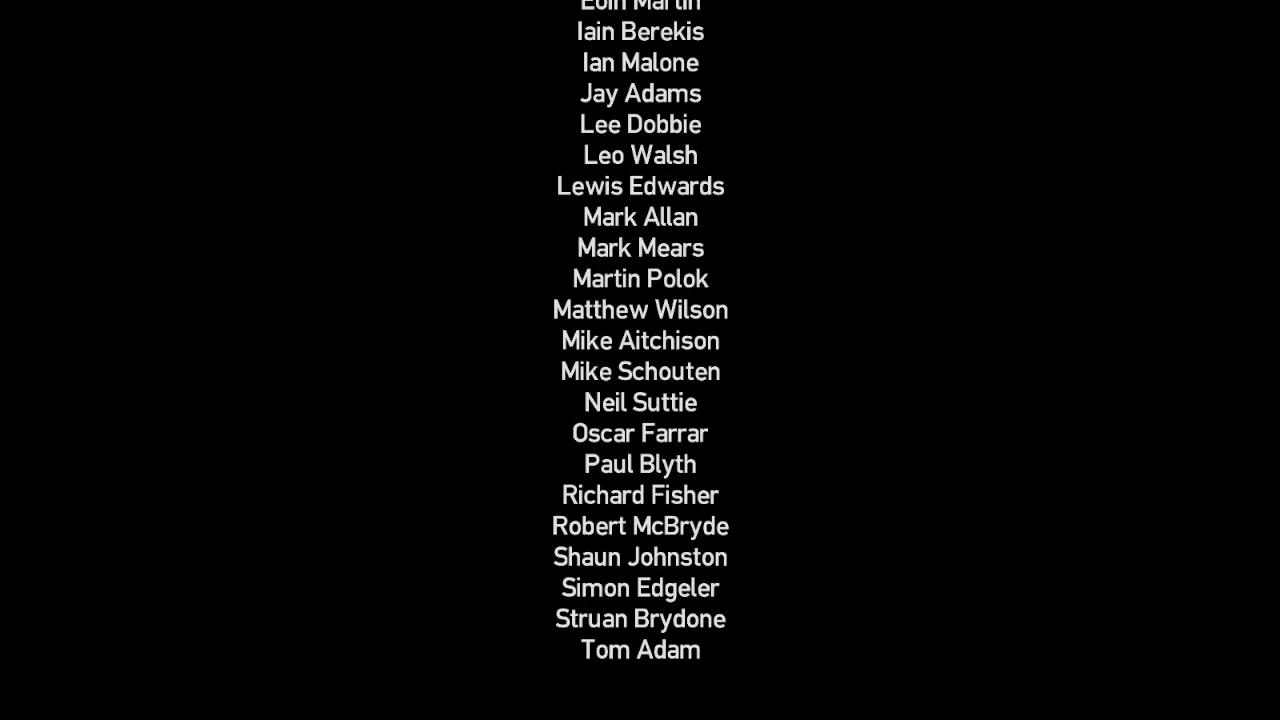 Eoin Martin
Iain Berekis
Ian Malone
Jay Adams
Lee Dobbie
Leo Walsh
Lewis Edwards
Mark Allan
Mark Mears
Martin Polok
Matthew Wilson
Mike Aitchison
Mike Schouten
Neil Suttie
Oscar Farrar
Paul Blyth
Richard Fisher
Robert McBryde
Shaun Johnston
Simon Edgeler
Struan Brydone
Tom Adam